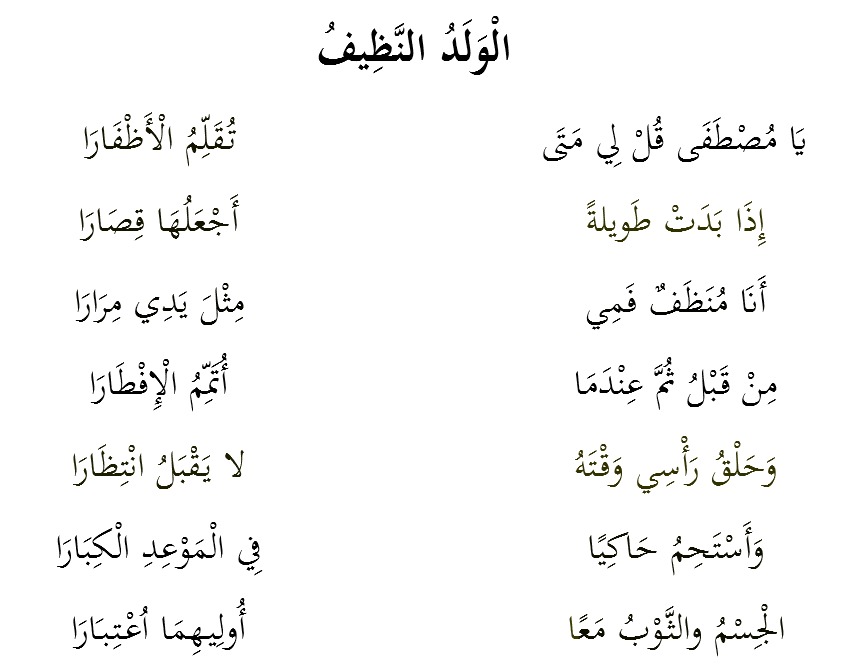 الْوَلَدُ النَّظِيفُ
يَا مُصْطَفَى قُلْ لِي مَتَى تُقَلِّمُ الْأَظْفَارَا
إِذَا بَدَتْ طَوِيلةً أَجْعَلُهَا قِصَارَا
أَنَا مُنَظَفٌ فَمِي مِثْلَ يَدِي مِرَارَا
مِنْ قَبْلُ ثُمَّ عِنْدَمَا أُتَمِّمُ الْإِفْطَارَا
وَحَلْقُ رَأْسِي وَقْتَهُ لا يَقْبَلُ انْتِظَارَا
وَأَسْتَحِمُ حَاكِيًا فِي الْمَوْعِدِ الْكِبَارَا
الْجِسْمُ والثَّوْبُ مَعًا أُولِيهِمَا اُعْتِبَارَا